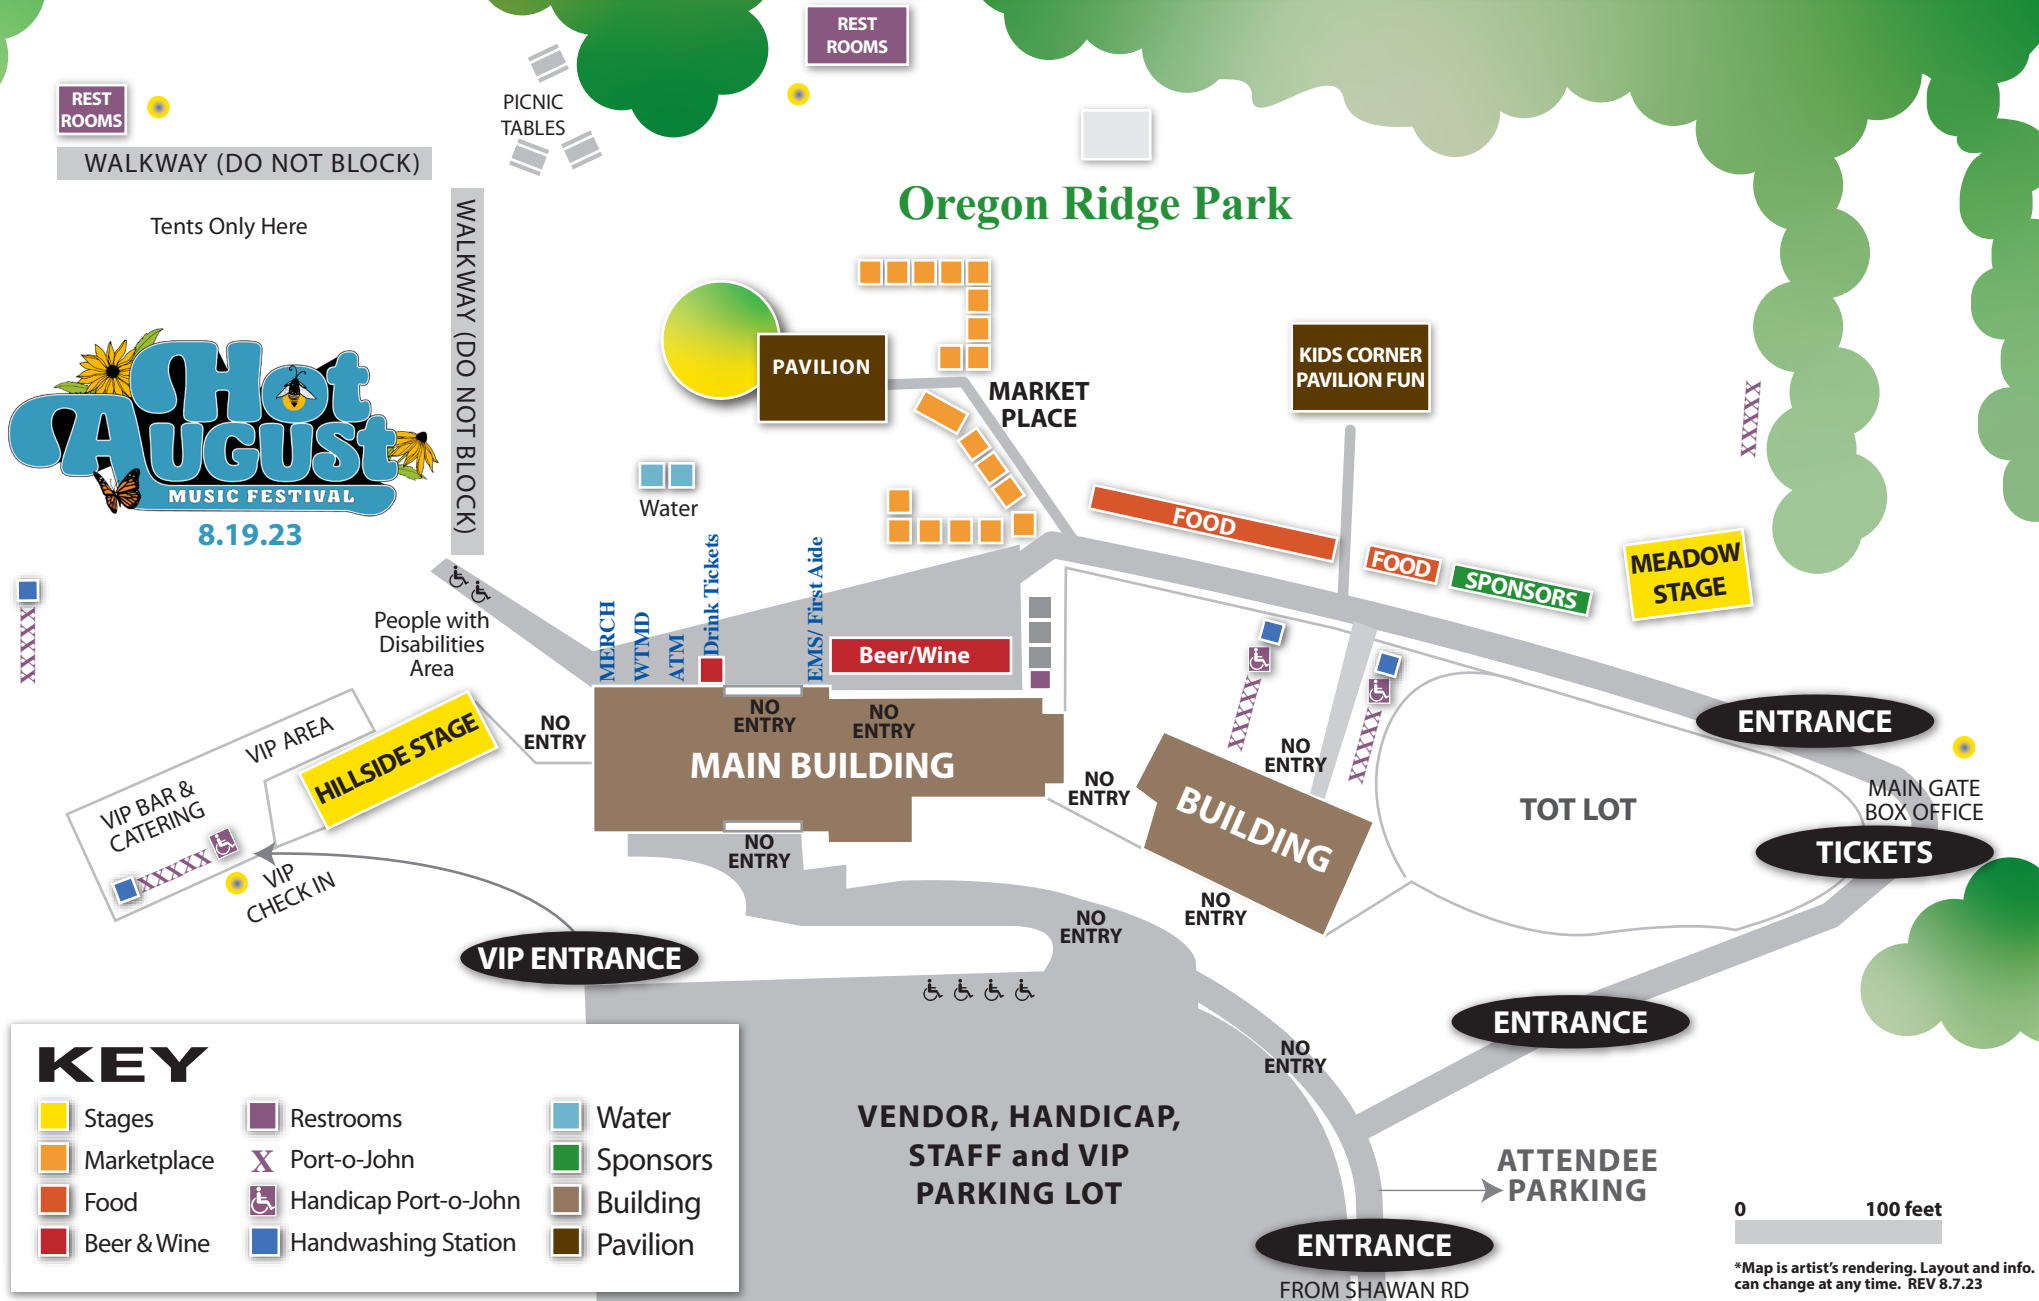 REST
ROOMS
REST
ROOMS
PICNIC
TABLES
WALKWAY (DO NOT BLOCK)
Tents Only Here
WALKWAY (DO NOT BLOCK)
Oregon Ridge Park
Hot
August
MUSIC FESTIVAL
8.19.23
PAVILION
MARKET
PLACE
KIDS CORNER
PAVILION FUN
XXXXX
Water
FOOD
FOOD
SPONSORS
MEADOW
STAGE
XXXXX
People with
Disabilities
Area
MERCH
WTMD
ATM
Drink Tickets
EMS/ First Aide
Beer/Wine
XXXXX
XXXXX
NO
ENTRY
NO
ENTRY
NO
ENTRY
MAIN BUILDING
NO
ENTRY
NO
ENTRY
NO
ENTRY
BUILDING
NO
ENTRY
TOT LOT
ENTRANCE
MAIN GATE
BOX OFFICE
TICKETS
VIP AREA
HILLSIDE STAGE
VIP BAR &
CATERING
XXXXX
VIP
CHECK IN
VIP ENTRANCE
NO
ENTRY
NO
ENTRY
ENTRANCE
VENDOR, HANDICAP,
STAFF and VIP
PARKING LOT
ATTENDEE
PARKING
ENTRANCE
FROM SHAWAN RD
KEY
Stages
Marketplace
Food
Beer & Wine
Restrooms
X Port-o-John
Handicap Port-o-John
Handwashing Station
Water
Sponsors
Building
Pavilion
0 100 feet
*Map is artist's rendering. Layout and info.
can change at any time. REV 8.7.23